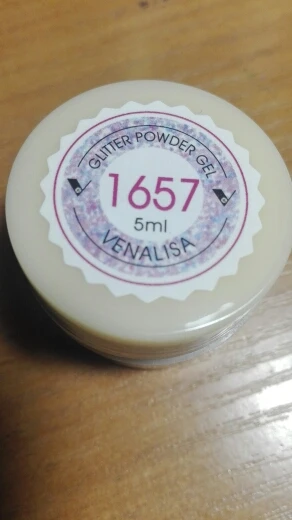 GLITTER POWDER GEL
1657
5ml
VENALISA